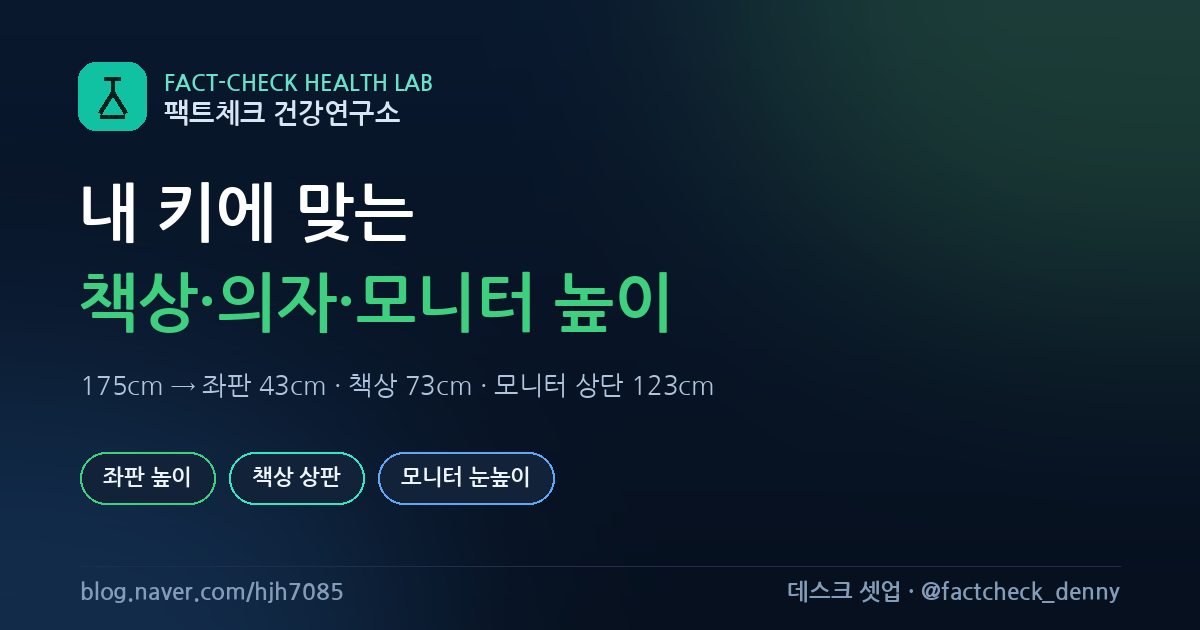 FACT-CHECK HEALTH LAB
팩트체크 건강연구소
내 키에 맞는
책상·의자·모니터 높이
175cm → 좌판 43cm · 책상 73cm · 모니터 상단 123cm
좌판 높이
책상 상판
모니터 눈높이
blog.naver.com/hjh7085
데스크 셋업 · @factcheck_denny